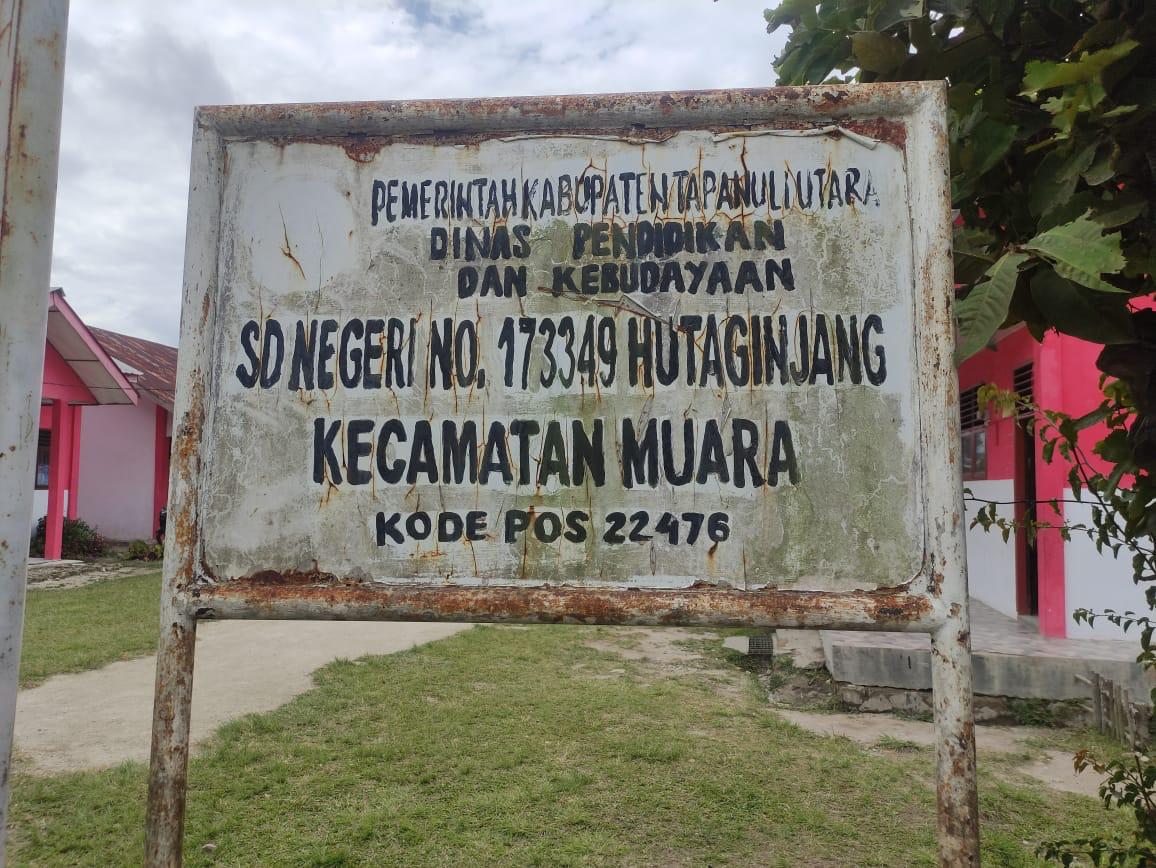 PEMERINTAH KABUPATEN TAPANULI UTARA
DINAS PENDIDIKAN
DAN KEBUDAYAAN
SD NEGERI NO. 173349 HUTAGINJANG
KECAMATAN MUARA
KODE POS 22476